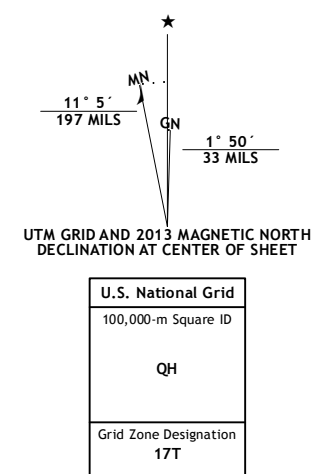 ★
MN
11° 5´
197 MILS
GN
1° 50´
33 MILS
UTM GRID AND 2013 MAGNETIC NORTH
DECLINATION AT CENTER OF SHEET
U.S. National Grid
100,000-m Square ID
QH
Grid Zone Designation
17T